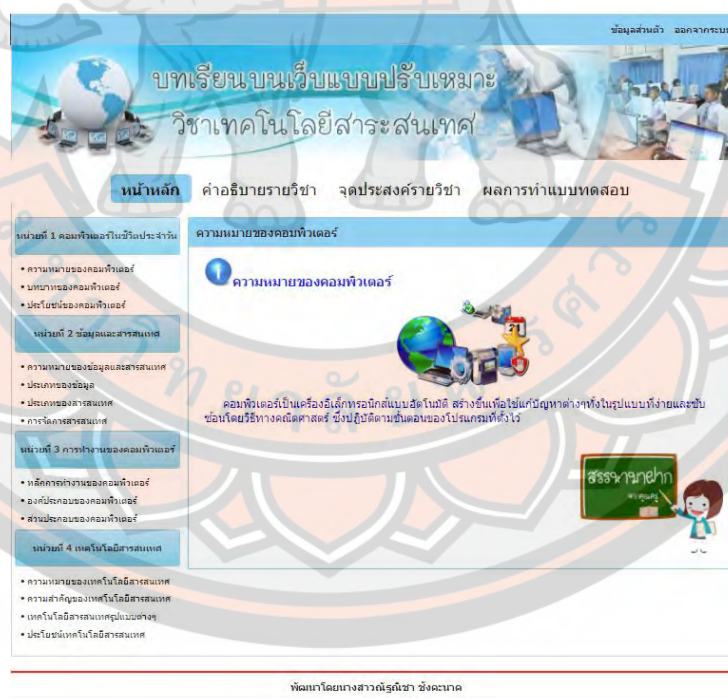 ข้อมูลส่วนตัว ออกจากระบบ
บทเรียนบนเว็บแบบปรับเหมาะ
วิชาเทคโนโลยีสาระสนเทศ
หน้าหลัก คำอธิบายรายวิชา จุดประสงค์รายวิชา ผลการทำแบบทดสอบ
หน่วยที่ 1 คอมพิวเตอร์ในชีวิตประจำวัน
• ความหมายของคอมพิวเตอร์
• บทบาทของคอมพิวเตอร์
• ประโยชน์ของคอมพิวเตอร์
หน่วยที่ 2 ข้อมูลและสารสนเทศ
• ความหมายของข้อมูลและสารสนเทศ
• ประเภทของข้อมูล
• ประเภทของสารสนเทศ
• การจัดการสารสนเทศ
หน่วยที่ 3 การทำงานของคอมพิวเตอร์
• หลักการทำงานของคอมพิวเตอร์
• องค์ประกอบของคอมพิวเตอร์
• ส่วนประกอบของคอมพิวเตอร์
หน่วยที่ 4 เทคโนโลยีสารสนเทศ
• ความหมายของเทคโนโลยีสารสนเทศ
• ความสำคัญของเทคโนโลยีสารสนเทศ
• เทคโนโลยีสารสนเทศรูปแบบต่างๆ
• ประโยชน์เทคโนโลยีสารสนเทศ
ความหมายของคอมพิวเตอร์
ความหมายของคอมพิวเตอร์
คอมพิวเตอร์เป็นเครื่องอิเล็กทรอนิกส์แบบอัตโนมัติ สร้างขึ้นเพื่อใช้แก้ปัญหาต่างๆทั้งในรูปแบบที่ง่ายและซับ
ซ้อนโดยวิธีทางคณิตศาสตร์ ซึ่งปฏิบัติตามขั้นตอนของโปรแกรมที่ตั้งไว้
สรรหามาฝาก
พัฒนาโดยนางสาวณัฐณิชา